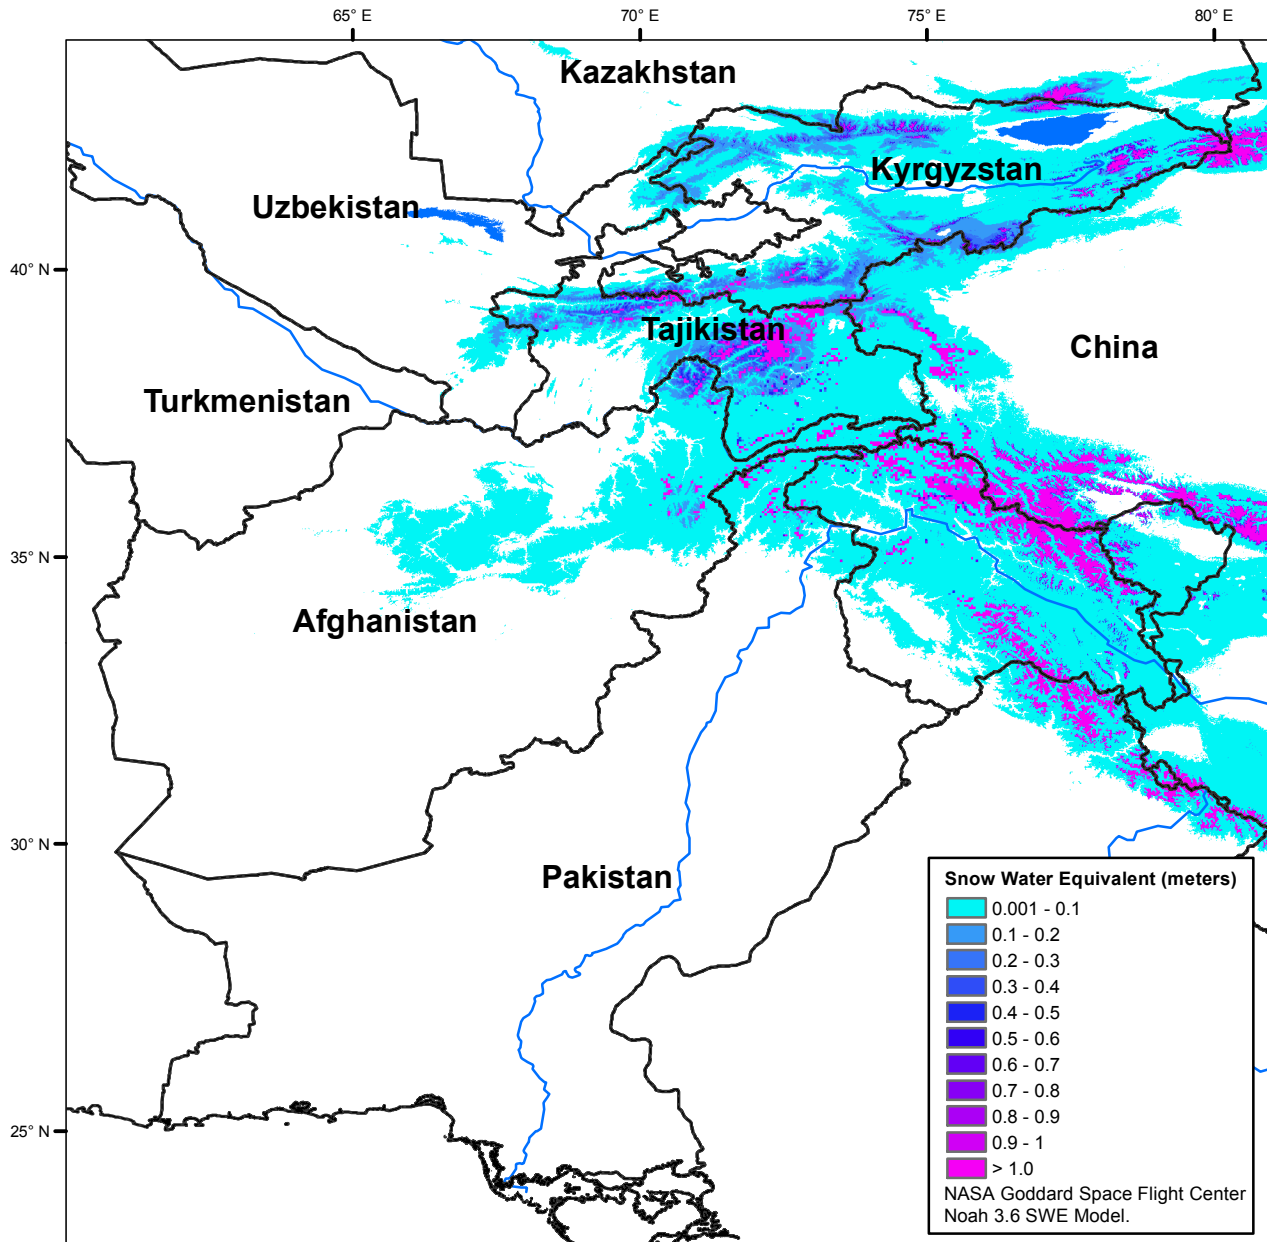 65° E
70° E
75° E
80° E
Kazakhstan
Kyrgyzstan
Uzbekistan
40° N
Tajikistan
China
Turkmenistan
35° N
Afghanistan
30° N
Pakistan
25° N
Snow Water Equivalent (meters)
0.001 - 0.1
0.1 - 0.2
0.2 - 0.3
0.3 - 0.4
0.4 - 0.5
0.5 - 0.6
0.6 - 0.7
0.7 - 0.8
0.8 - 0.9
0.9 - 1
> 1.0
NASA Goddard Space Flight Center
Noah 3.6 SWE Model.